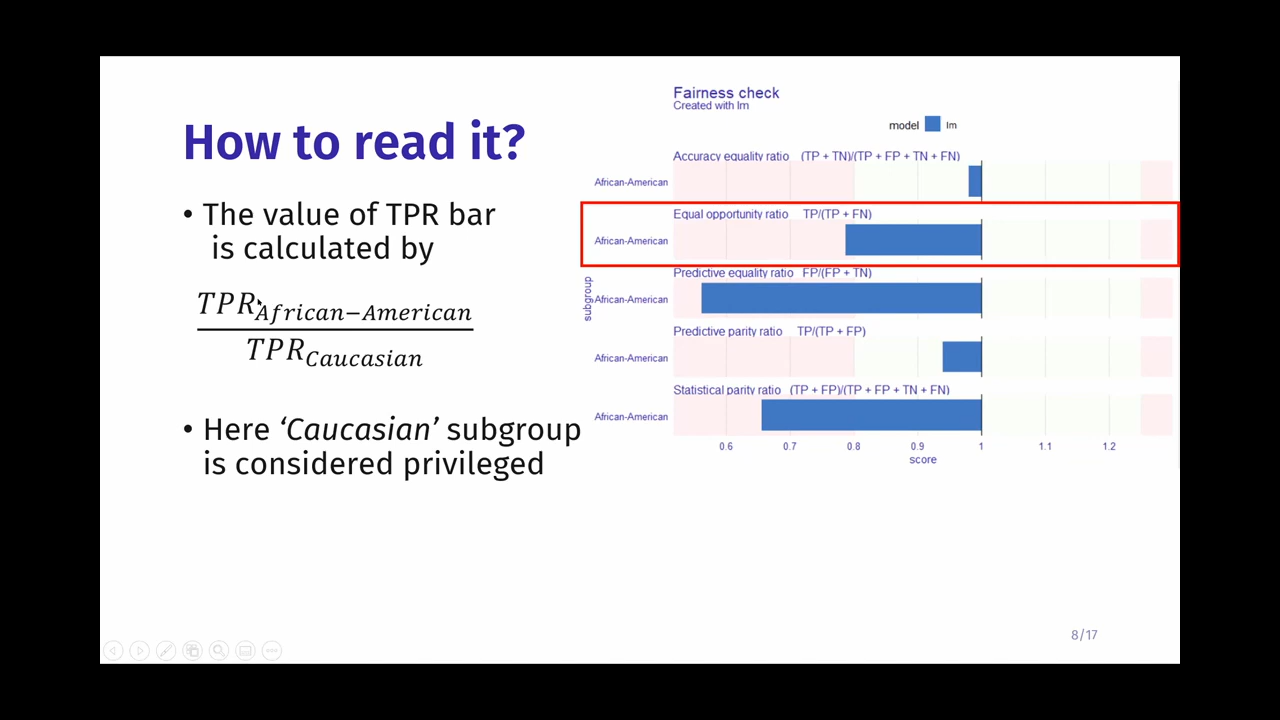 How to read it?
• The value of TPR bar
is calculated by
TPR_African−American
TPR_Caucasian
• Here ‘Caucasian’ subgroup
is considered privileged
Fairness check
Created with lm
model lm
Accuracy equality ratio (TP + TN)/(TP + FP + TN + FN)
African-American
Equal opportunity ratio TP/(TP + FN)
African-American
Predictive equality ratio FP/(FP + TN)
African-American
subgroup
Predictive parity ratio TP/(TP + FP)
African-American
Statistical parity ratio (TP + FP)/(TP + FP + TN + FN)
African-American
0.6 0.7 0.8 0.9 1 1.1 1.2
score
8/17